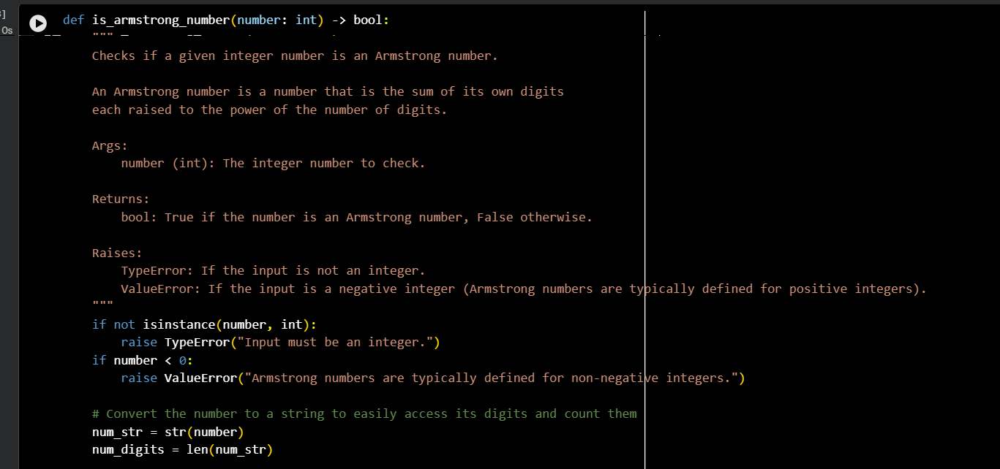 ]
0s
def is_armstrong_number(number: int) -> bool:
    """
    Checks if a given integer number is an Armstrong number.

    An Armstrong number is a number that is the sum of its own digits
    each raised to the power of the number of digits.

    Args:
        number (int): The integer number to check.

    Returns:
        bool: True if the number is an Armstrong number, False otherwise.

    Raises:
        TypeError: If the input is not an integer.
        ValueError: If the input is a negative integer (Armstrong numbers are typically defined for positive integers).
    """
    if not isinstance(number, int):
        raise TypeError("Input must be an integer.")
    if number < 0:
        raise ValueError("Armstrong numbers are typically defined for non-negative integers.")

    # Convert the number to a string to easily access its digits and count them
    num_str = str(number)
    num_digits = len(num_str)